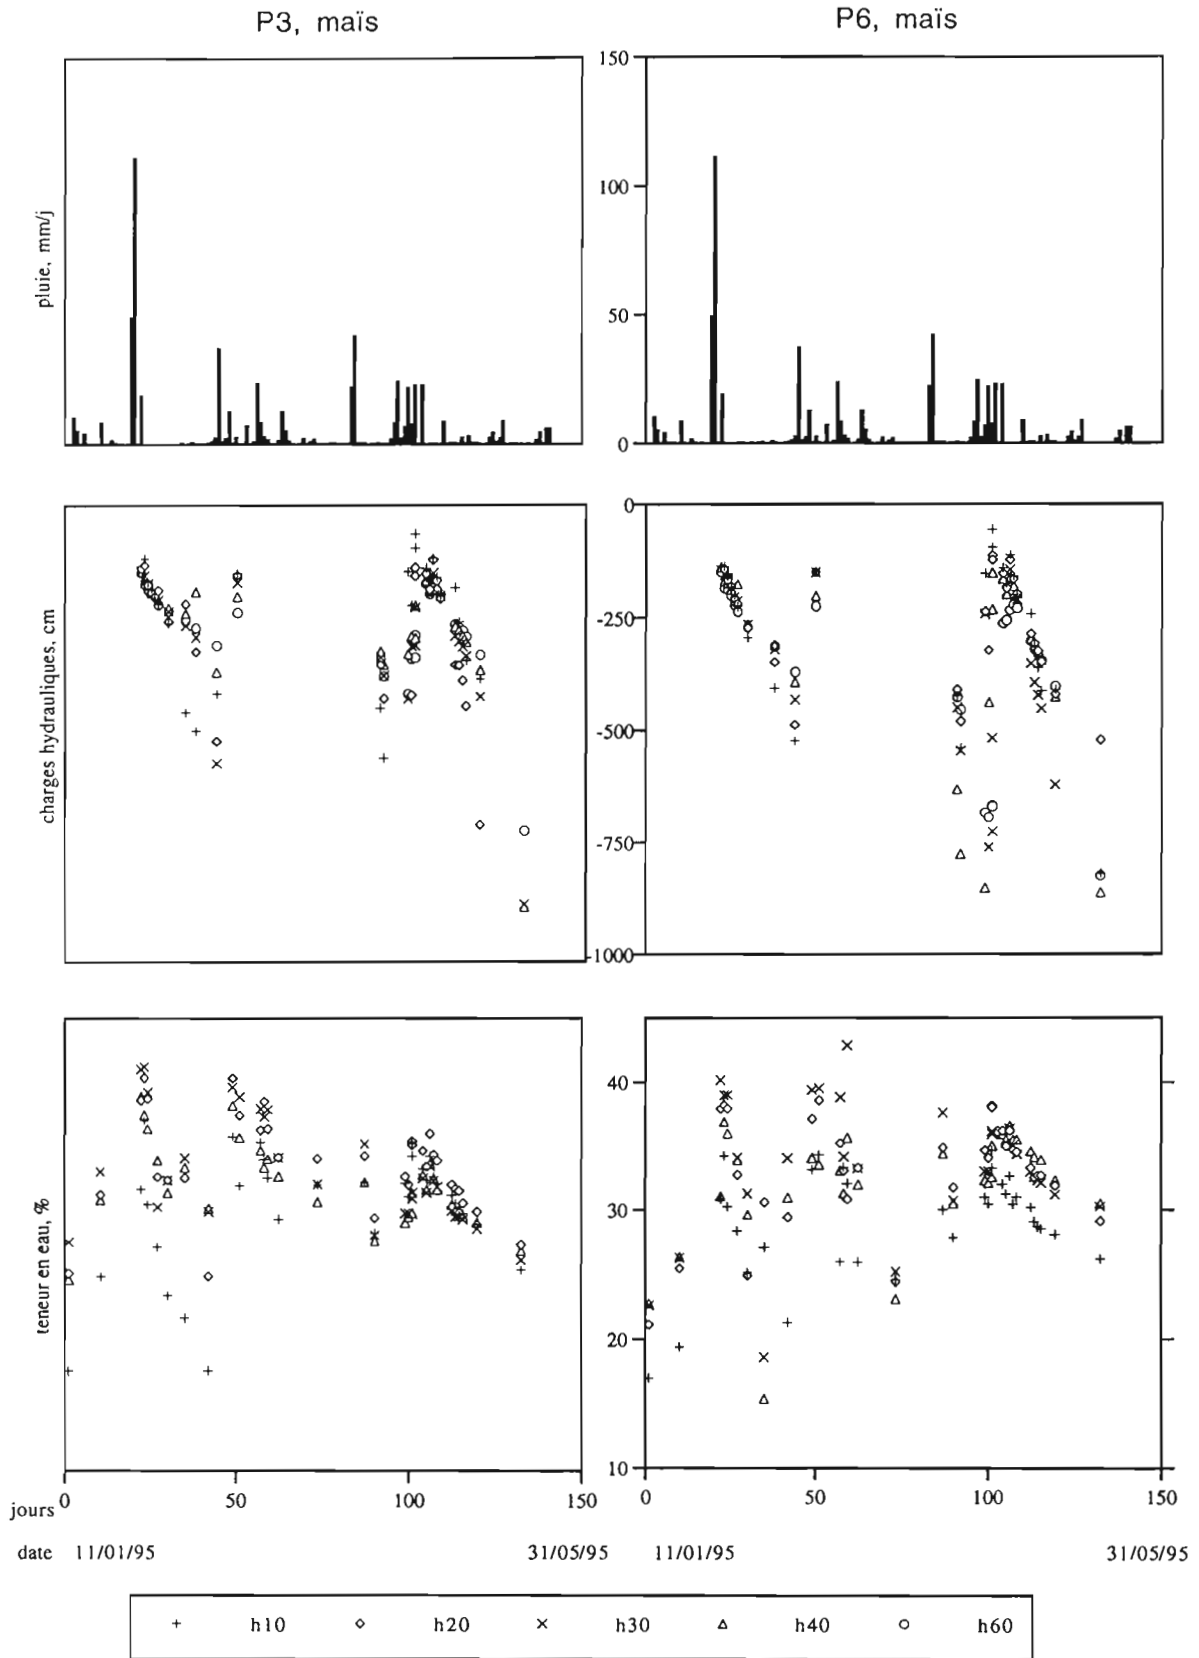 P3, maïs
P6, maïs
pluie, mm/j
150
100
50
0
charges hydrauliques, cm
0
-250
-500
-750
-1000
teneur en eau, %
40
30
20
10
jours 0 50 100 150
0 50 100 150
date 11/01/95 31/05/95
11/01/95 31/05/95
h10 h20 h30 h40 h60